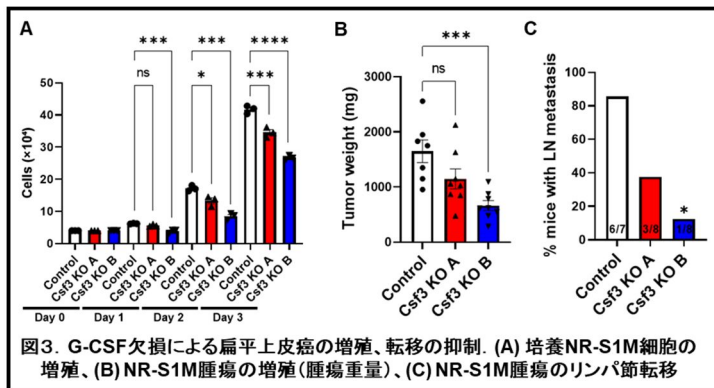 A
***
****
ns
*
***
Cells (×10⁴)
50
40
30
20
10
0
Control
Csf3 KO A
Csf3 KO B
Control
Csf3 KO A
Csf3 KO B
Control
Csf3 KO A
Csf3 KO B
Control
Csf3 KO A
Csf3 KO B
Day 0
Day 1
Day 2
Day 3
B
***
ns
Tumor weight (mg)
3000
2000
1000
0
Control
Csf3 KO A
Csf3 KO B
C
% mice with LN metastasis
100
80
60
40
20
0
6/7
3/8
*
1/8
Control
Csf3 KO A
Csf3 KO B
図3. G-CSF欠損による扁平上皮癌の増殖、転移の抑制. (A) 培養NR-S1M細胞の
増殖、(B) NR-S1M腫瘍の増殖(腫瘍重量)、(C) NR-S1M腫瘍のリンパ節転移